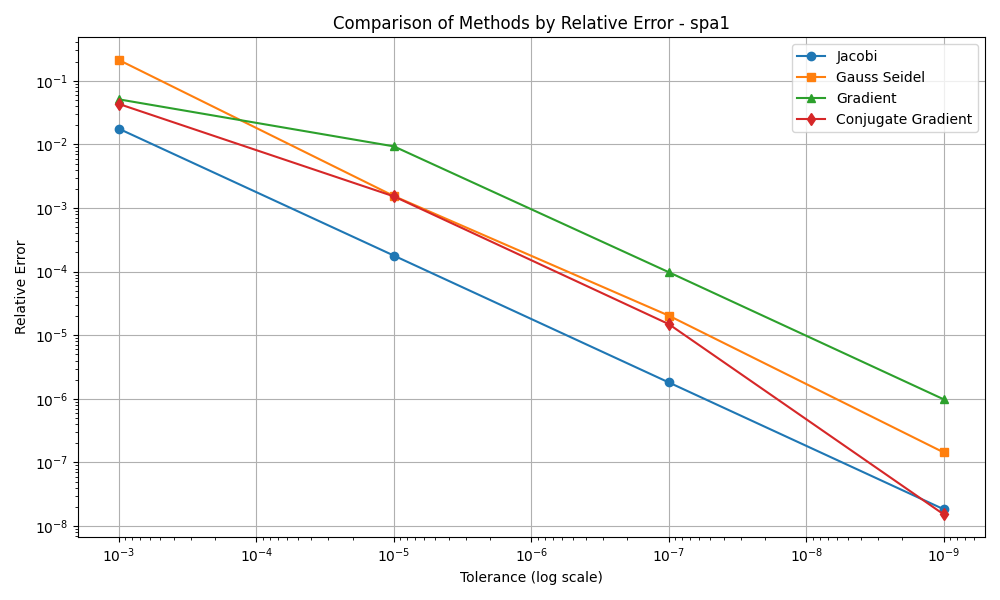 Comparison of Methods by Relative Error - spa1
Jacobi
Gauss Seidel
Gradient
Conjugate Gradient
Relative Error
10⁻¹
10⁻²
10⁻³
10⁻⁴
10⁻⁵
10⁻⁶
10⁻⁷
10⁻⁸
10⁻³ 10⁻⁴ 10⁻⁵ 10⁻⁶ 10⁻⁷ 10⁻⁸ 10⁻⁹
Tolerance (log scale)